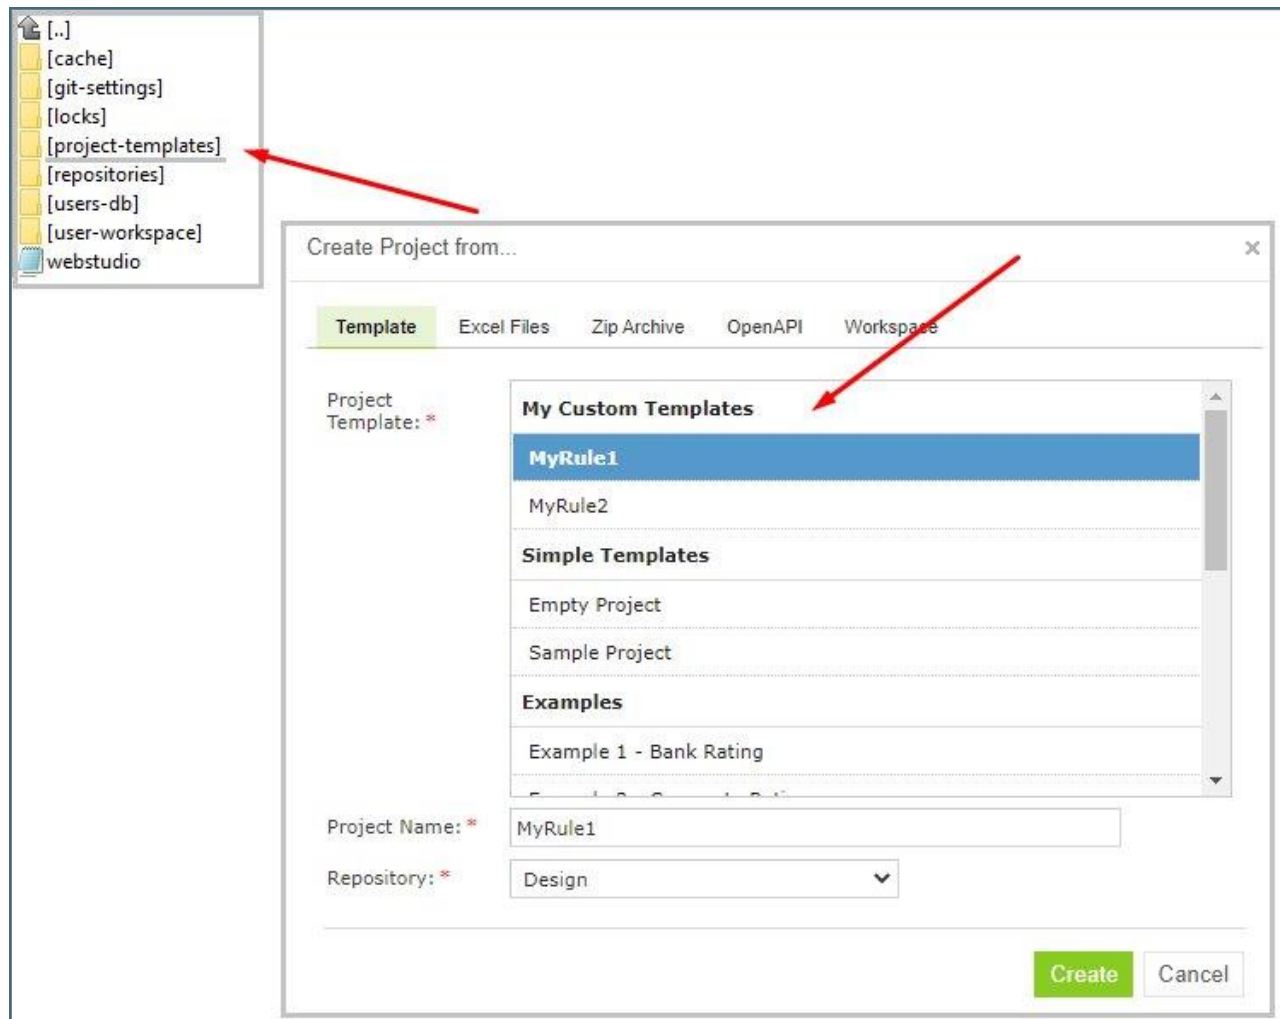 [..]
[cache]
[git-settings]
[locks]
[project-templates]
[repositories]
[users-db]
[user-workspace]
webstudio
Create Project from...
Template Excel Files Zip Archive OpenAPI Workspace
Project
Template: *
My Custom Templates
MyRule1
MyRule2
Simple Templates
Empty Project
Sample Project
Examples
Example 1 - Bank Rating
Project Name: * MyRule1
Repository: * Design
Create Cancel